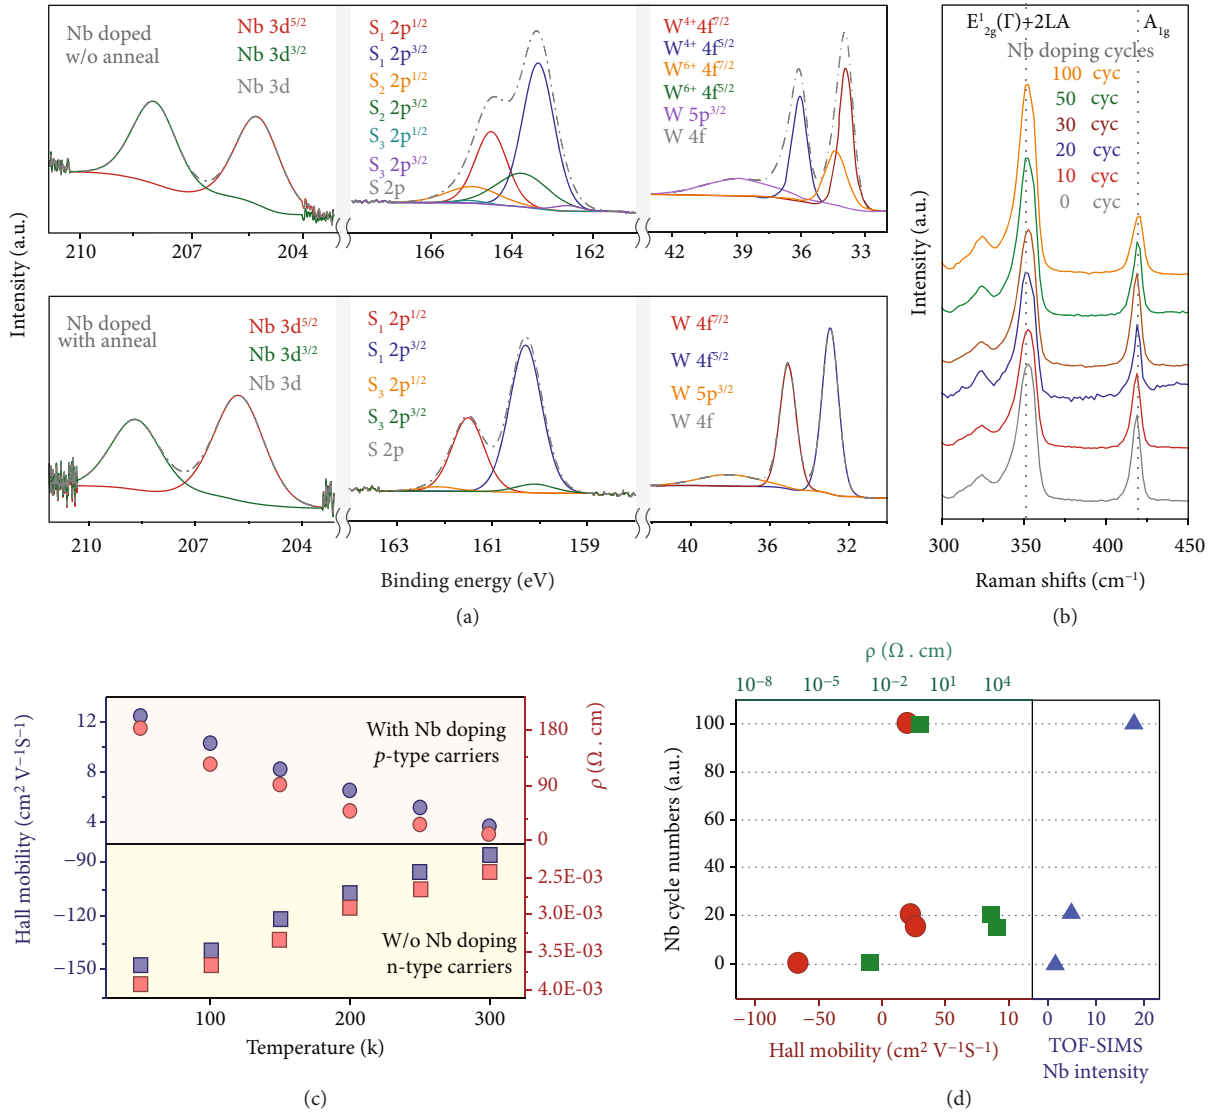 Intensity (a.u.)
Nb doped
w/o anneal
Nb 3d5/2
Nb 3d3/2
Nb 3d
S1 2p1/2
S1 2p3/2
S2 2p1/2
S2 2p3/2
S3 2p1/2
S3 2p3/2
S 2p
W4+ 4f7/2
W4+ 4f5/2
W6+ 4f7/2
W6+ 4f5/2
W 5p3/2
W 4f
210 207 204 166 164 162 42 39 36 33
Nb doped
with anneal
Nb 3d5/2
Nb 3d3/2
Nb 3d
S1 2p1/2
S1 2p3/2
S3 2p1/2
S3 2p3/2
S 2p
W 4f7/2
W 4f5/2
W 5p3/2
W 4f
210 207 204 163 161 159 40 36 32
Binding energy (eV)
(a)
E12g(Γ)+2LA A1g
Nb doping cycles
100 cyc
50 cyc
30 cyc
20 cyc
10 cyc
0 cyc
Intensity (a.u.)
300 350 400 450
Raman shifts (cm−1)
(b)
Hall mobility (cm2 V−1S−1)
12
8
4
−90
−120
−150
With Nb doping
p-type carriers
W/o Nb doping
n-type carriers
180
90
0
2.5E-03
3.0E-03
3.5E-03
4.0E-03
ρ (Ω . cm)
100 150 200 250 300
Temperature (k)
(c)
ρ (Ω . cm)
10−8 10−5 10−2 101 104
Nb cycle numbers (a.u.)
100
80
60
40
20
0
−100 −50 0 50 10 0 10 20
Hall mobility (cm2 V−1S−1)
TOF-SIMS
Nb intensity
(d)